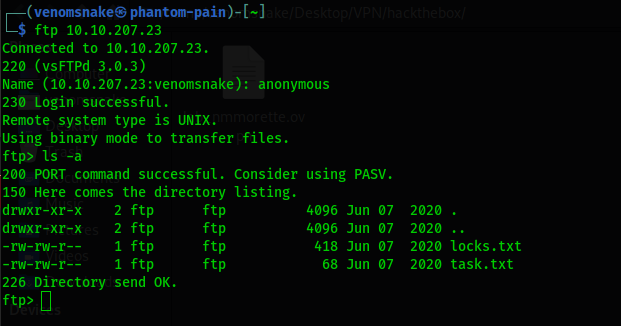 ┌──(venomsnake㉿phantom-pain)-[~]
└─$ ftp 10.10.207.23
Connected to 10.10.207.23.
220 (vsFTPd 3.0.3)
Name (10.10.207.23:venomsnake): anonymous
230 Login successful.
Remote system type is UNIX.
Using binary mode to transfer files.
ftp> ls -a
200 PORT command successful. Consider using PASV.
150 Here comes the directory listing.
drwxr-xr-x    2 ftp      ftp          4096 Jun 07  2020 .
drwxr-xr-x    2 ftp      ftp          4096 Jun 07  2020 ..
-rw-rw-r--    1 ftp      ftp           418 Jun 07  2020 locks.txt
-rw-rw-r--    1 ftp      ftp            68 Jun 07  2020 task.txt
226 Directory send OK.
ftp>
Devices